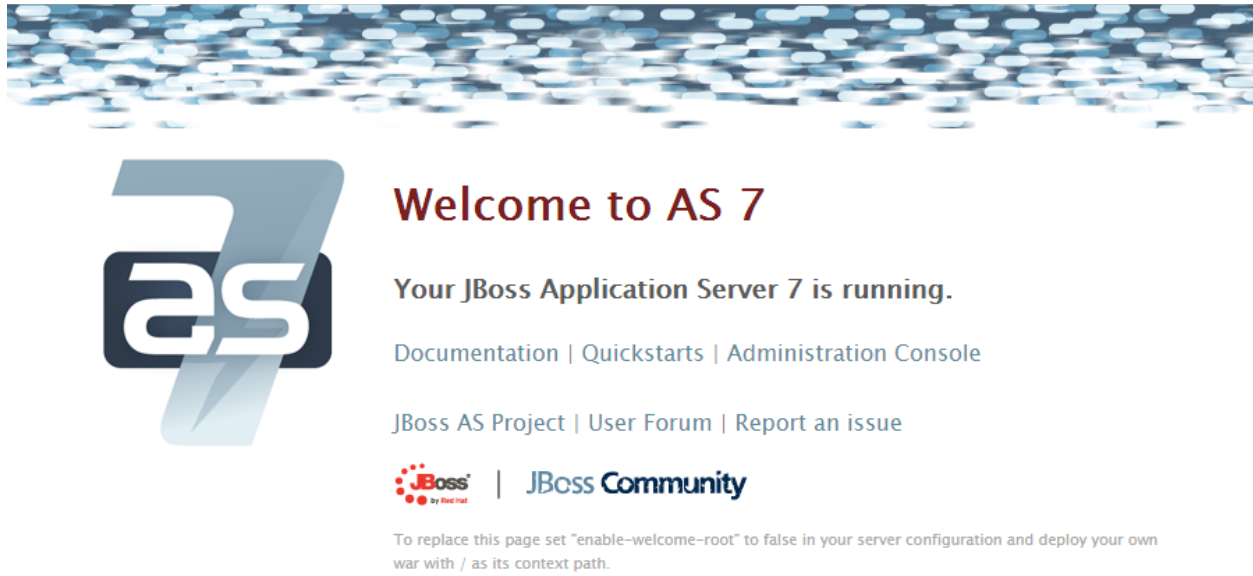 7
as
Welcome to AS 7
Your JBoss Application Server 7 is running.
Documentation | Quickstarts | Administration Console
JBoss AS Project | User Forum | Report an issue
JBoss by Red Hat | JBoss Community
To replace this page set "enable-welcome-root" to false in your server configuration and deploy your own
war with / as its context path.